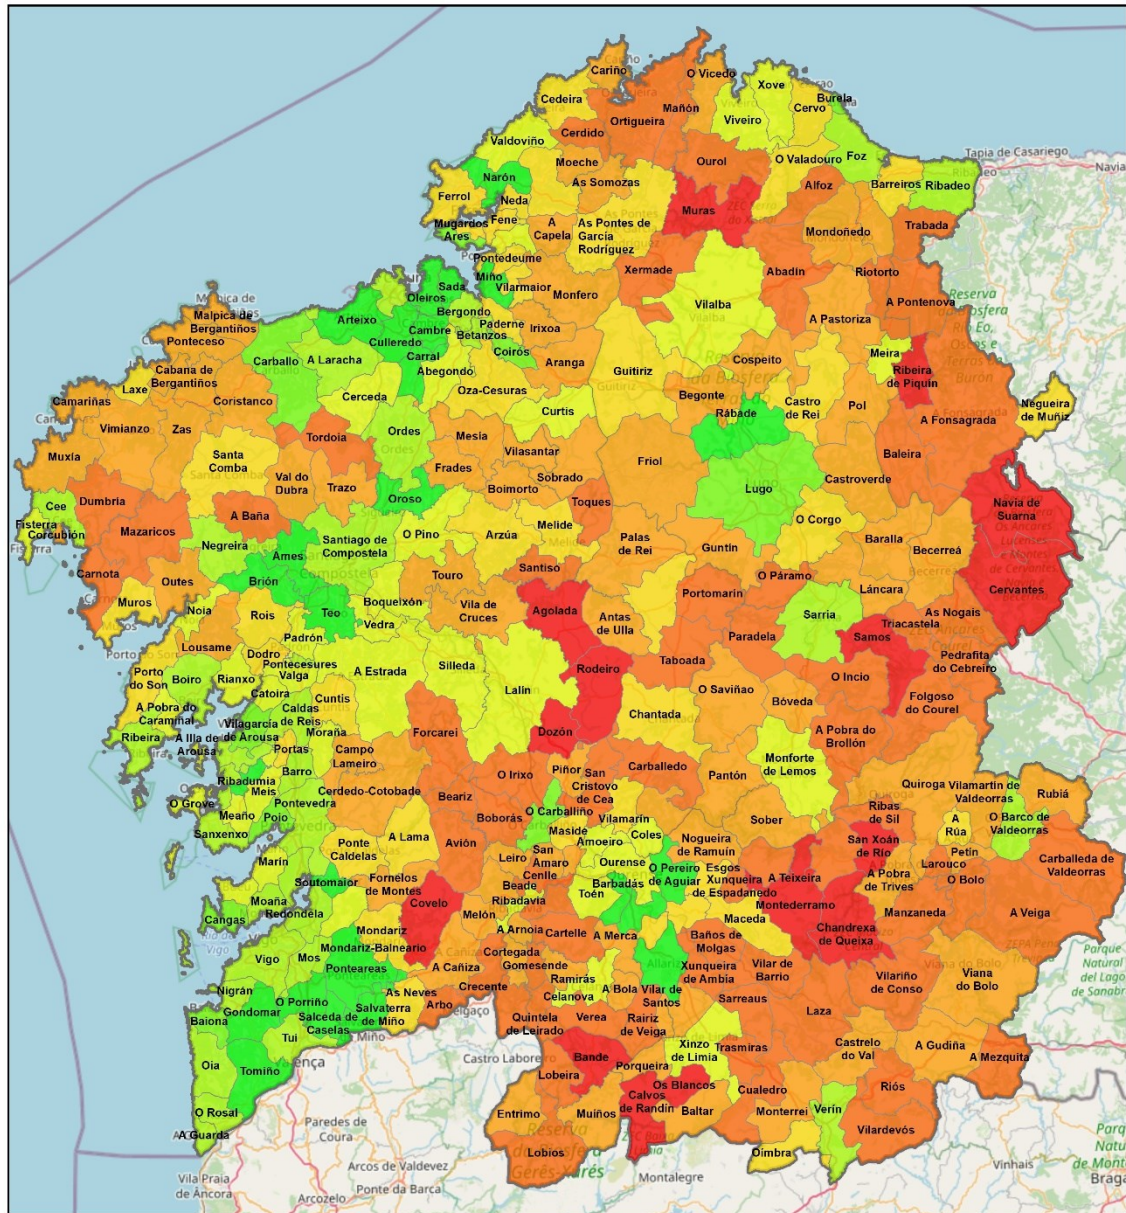 Cariño
O Vicedo
Xove
Burela
Cedeira
Mañón
Cervo
Ortigueira
Viveiro
Valdoviño
Cerdido
Tapia de Casariego
Navia
Moeche
Ourol
O Valadouro
Foz
Narón
As Somozas
Alfoz
Barreiros
Ribadeo
Ferrol
Neda
Muras
Mugardos
Fene
A
Capela
As Pontes de
García
Rodríguez
Mondoñedo
Trabada
Ares
Pontedeume
Xermade
Abadín
Riotorto
Miño
Sada
Vilarmaior
Monfero
Vilalba
A Pontenova
Oleiros
Malpica de
Bergantiños
Arteixo
Bergondo
Ponteceso
Cambre
Paderne
Irixoa
A Pastoriza
Culleredo
Betanzos
Carballo
A Laracha
Carral
Coirós
Aranga
Cospeito
Meira
Ribeira
de Piquín
Cabana de
Bergantiños
Abegondo
Guitiriz
Laxe
Oza-Cesuras
Begonte
Castro
de Rei
Negueira
de Muñiz
Camariñas
Coristanco
Cerceda
Curtis
Rábade
Pol
A Fonsagrada
Vimianzo
Zas
Tordoia
Ordes
Mesía
Vilasantar
Baleira
Muxía
Santa
Comba
Frades
Friol
Val do
Dubra
Trazo
Boimorto
Sobrado
Castroverde
Lugo
Dumbría
Oroso
Toques
Navia de
Suarna
Cee
A Baña
O Corgo
Fisterra
Corcubión
Mazaricos
Negreira
Santiago de
Compostela
O Pino
Arzúa
Melide
Palas
de Rei
Guntin
Baralla
Becerreá
Ames
Carnota
Outes
Brión
Santiso
O Páramo
Láncara
Cervantes
Touro
Portomarín
Muros
Noia
Rois
Teo
Boqueixón
Vila de
Cruces
Agolada
Sarria
As Nogais
Vedra
Antas
de Ulla
Triacastela
Lousame
Padrón
Paradela
Samos
Dodro
Porto
do Son
Pontecesures
A Estrada
Silleda
Rodeiro
Taboada
Pedrafita
do Cebreiro
Boiro
Rianxo
Valga
Lalín
O Incio
Catoira
Cuntis
O Saviñao
Folgoso
do Courel
A Pobra do
Caramiñal
Caldas
de Reis
Bóveda
Vilagarcía
de Arousa
Moraña
Chantada
Ribeira
A Illa de
Arousa
Forcarei
Dozón
A Pobra do
Brollón
Portas
Campo
Lameiro
Monforte
de Lemos
Ribadumia
Barro
O Irixo
Piñor
San
Cristovo
de Cea
Carballedo
Pantón
Quiroga
Vilamartín de
Valdeorras
Rubiá
Meis
Cerdedo-Cotobade
Beariz
O Grove
Meaño
Pontevedra
Boborás
O Carballiño
Vilamarín
Sober
Ribas
de Sil
A
Rúa
O Barco de
Valdeorras
Poio
Maside
Sanxenxo
A Lama
Avión
Amoeiro
Coles
Nogueira
de Ramuín
San Xoán
de Río
Petín
Ponte
Caldelas
Leiro
San
Amaro
Ourense
Esgos
Larouco
Carballeda de
Valdeorras
Marín
Cenlle
O Pereiro
de Aguiar
Xunqueira
de Espadanedo
A Teixeira
A Pobra
de Trives
O Bolo
Soutomaior
Fornelos
de Montes
Beade
Barbadás
Moaña
Covelo
Ribadavia
Toén
Montederramo
Manzaneda
A Veiga
Cangas
Redondela
Melón
Maceda
Mondariz
A Arnoia
Chandrexa
de Queixa
Mondariz-Balneario
Cartelle
A Merca
Baños de
Molgas
Vigo
Mos
Cortegada
Ponteareas
A Cañiza
Gomesende
Xunqueira
de Ambía
Vilar de
Barrio
Viana
do Bolo
Ramirás
Vilariño
de Conso
Nigrán
As Neves
Crecente
A Bola
Vilar de
Santos
O Porriño
Celanova
Gondomar
Salvaterra
de Miño
Arbo
Sarreaus
Baiona
Salceda de
Caselas
Quintela
de Leirado
Verea
Rairiz
de Veiga
Laza
Tui
Xinzo
de Limia
Trasmiras
Castrelo
do Val
A Gudiña
Oia
Castro Laboreiro
Bande
A Mezquita
Tomiño
Lobeira
Porqueira
Os Blancos
Cualedro
Riós
Calvos
de Randín
Verín
O Rosal
Entrimo
Muíños
Baltar
Monterrei
Vilardevós
A Guarda
Paredes de
Coura
Lobios
Oímbra
Vinhais
Arcos de Valdevez
Montalegre
Vila Praia
de Âncora
Ponte da Barca
Arcozelo
Braga